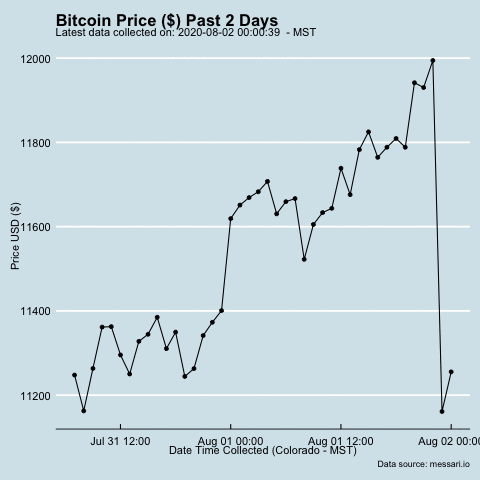 Bitcoin Price ($) Past 2 Days
Latest data collected on: 2020-08-02 00:00:39  - MST
12000
11800
11600
11400
11200
Price USD ($)
Jul 31 12:00 Aug 01 00:00 Aug 01 12:00 Aug 02 00:00
Date Time Collected (Colorado - MST)
Data source: messari.io